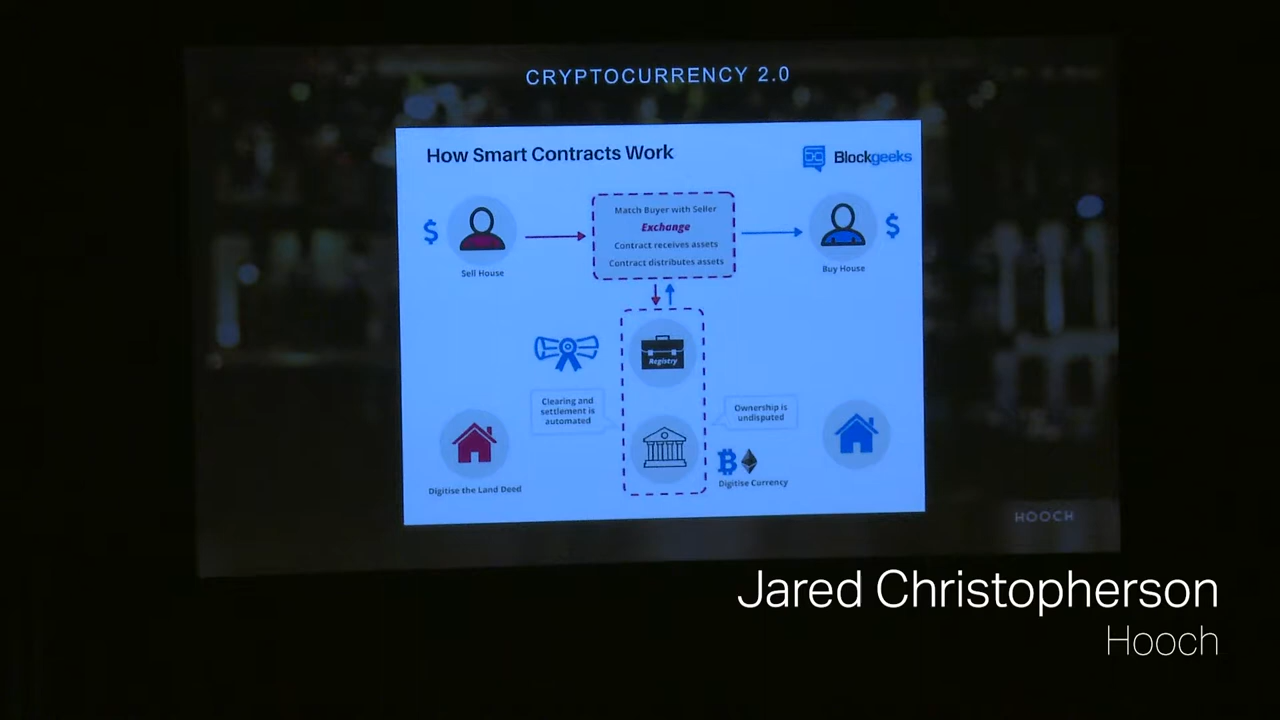 CRYPTOCURRENCY 2.0
How Smart Contracts Work
Blockgeeks
$
$
Match Buyer with Seller
Exchange
Contract receives assets
Contract distributes assets
Sell House
Buy House
Registry
Clearing and
settlement is
automated
Ownership is
undisputed
Digitise the Land Deed
Digitise Currency
HOOCH
Jared Christopherson
Hooch